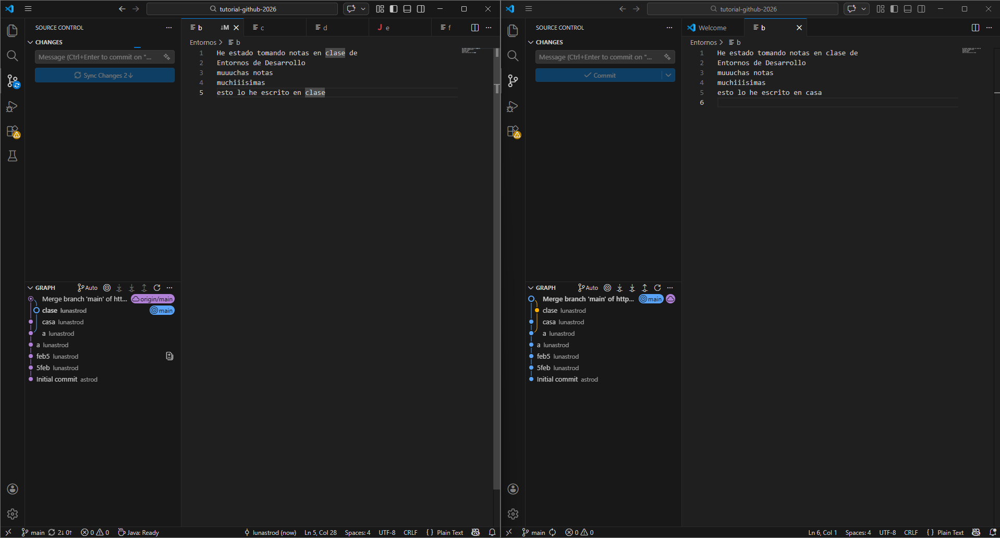 tutorial-github-2026
SOURCE CONTROL
CHANGES
Message (Ctrl+Enter to commit on "...
Sync Changes 2↓
b ↓M
c
d
J e
f
Entornos > b
1 He estado tomando notas en clase de
2 Entornos de Desarrollo
3 muuuchas notas
4 muchiiisimas
5 esto lo he escrito en clase
GRAPH Auto
Merge branch 'main' of htt... origin/main
clase lunastrod main
casa lunastrod
a lunastrod
a lunastrod
feb5 lunastrod
5feb lunastrod
Initial commit astrod
main 2↓ 0↑ 0 0 Java: Ready lunastrod (now) Ln 5, Col 28 Spaces: 4 UTF-8 CRLF { } Plain Text
tutorial-github-2026
SOURCE CONTROL
CHANGES
Message (Ctrl+Enter to commit on "...
Commit
Welcome
b
Entornos > b
1 He estado tomando notas en clase de
2 Entornos de Desarrollo
3 muuuchas notas
4 muchiiisimas
5 esto lo he escrito en casa
6
GRAPH Auto
Merge branch 'main' of http... main
clase lunastrod
casa lunastrod
a lunastrod
a lunastrod
feb5 lunastrod
5feb lunastrod
Initial commit astrod
main 0 0 Ln 6, Col 1 Spaces: 4 UTF-8 CRLF { } Plain Text